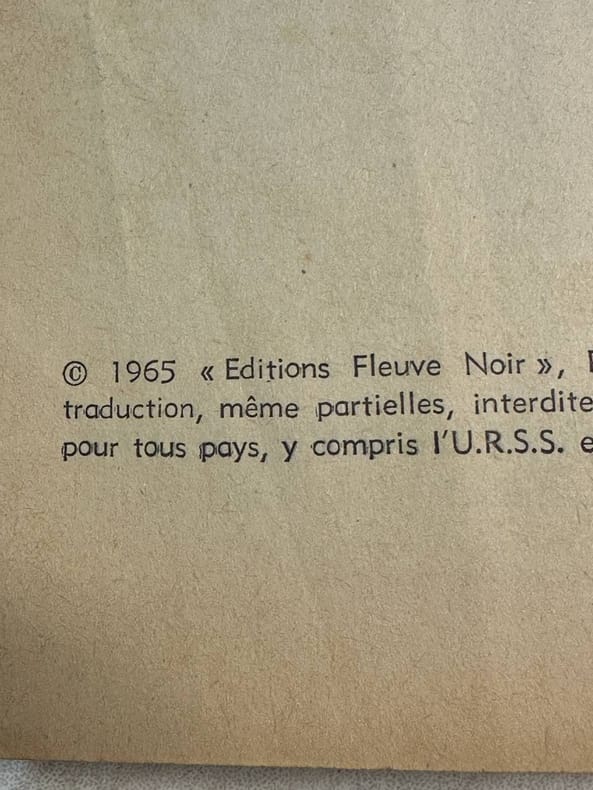 © 1965 « Editions Fleuve Noir »,
traduction, même partielles, interdite
pour tous pays, y compris l'U.R.S.S. e